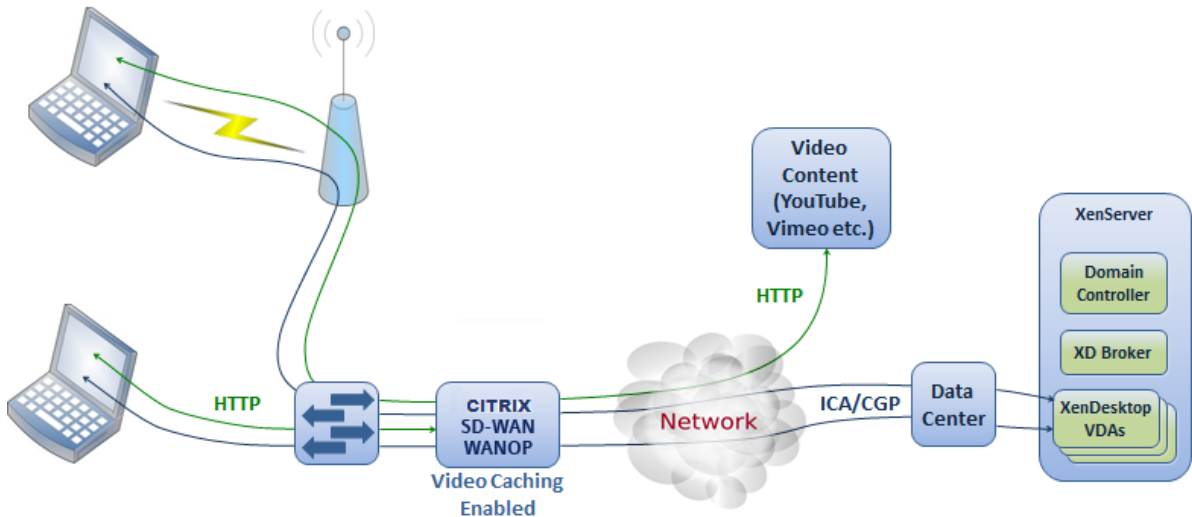 Video
Content
(YouTube,
Vimeo etc.)
XenServer
Domain
Controller
HTTP
XD Broker
HTTP
CITRIX
SD-WAN
WANOP
Network
ICA/CGP
Data
Center
XenDesktop
VDAs
Video Caching
Enabled